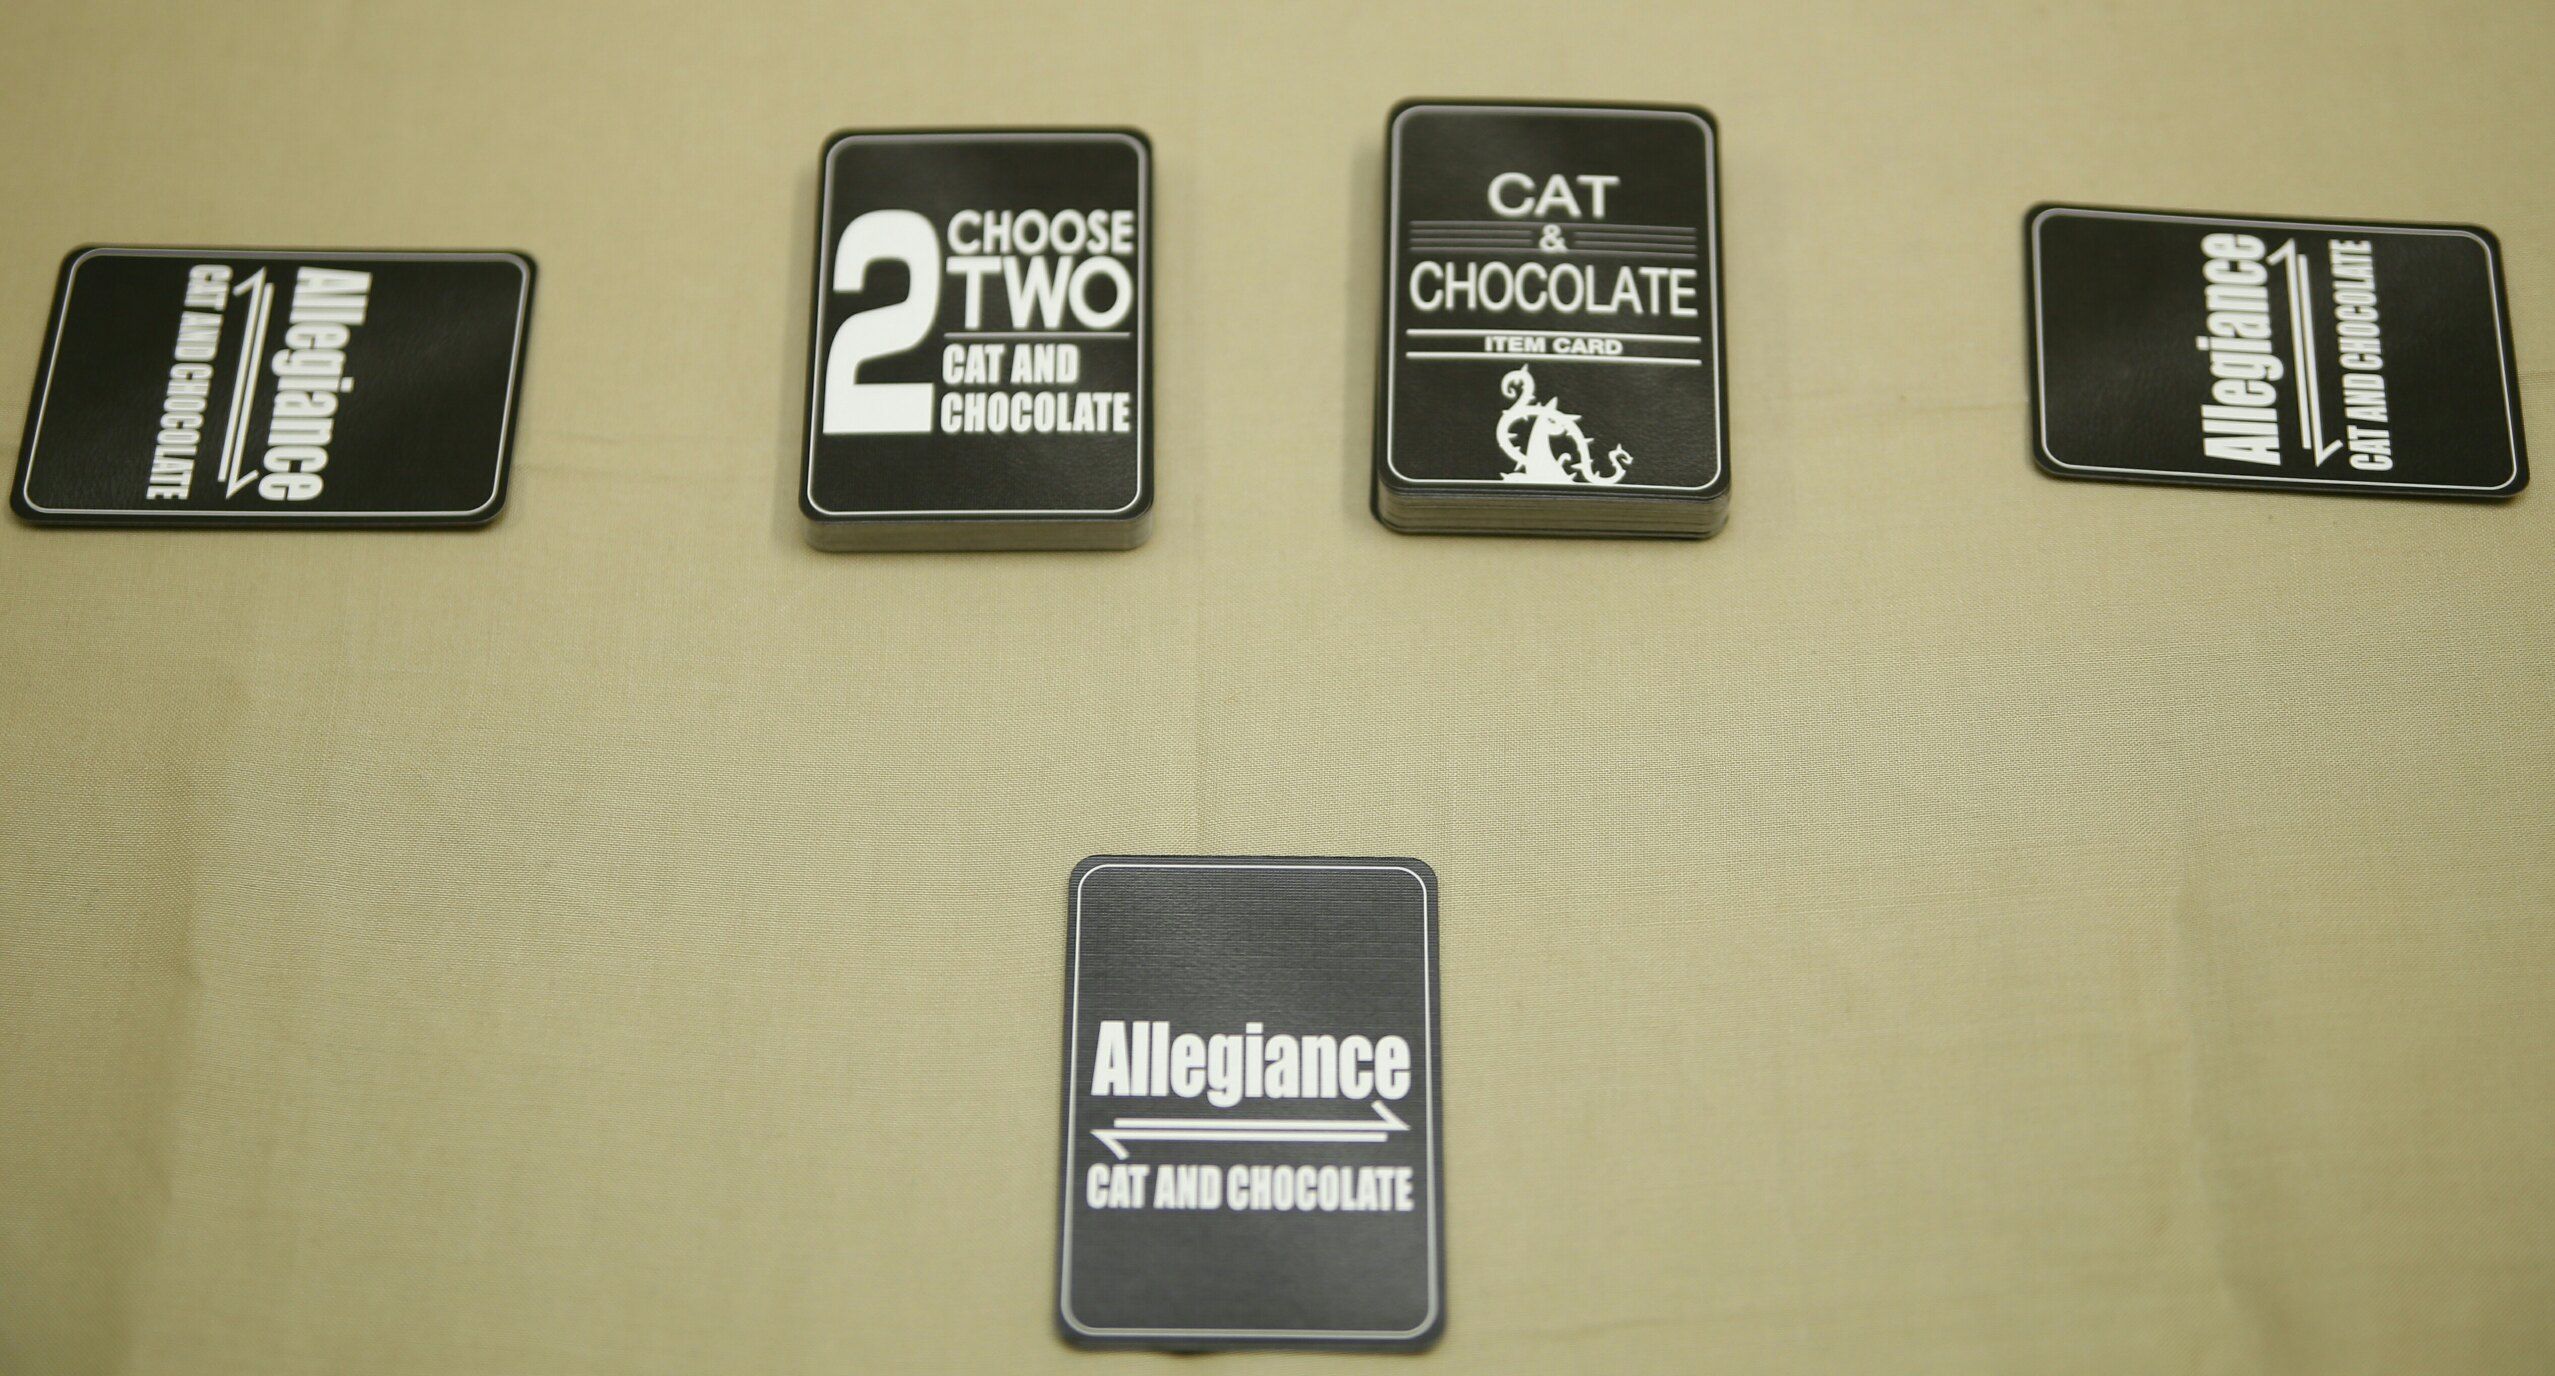 Allegiance
CAT AND CHOCOLATE
2
CHOOSE
TWO
CAT AND
CHOCOLATE
CAT
&
CHOCOLATE
ITEM CARD
Allegiance
CAT AND CHOCOLATE
Allegiance
CAT AND CHOCOLATE